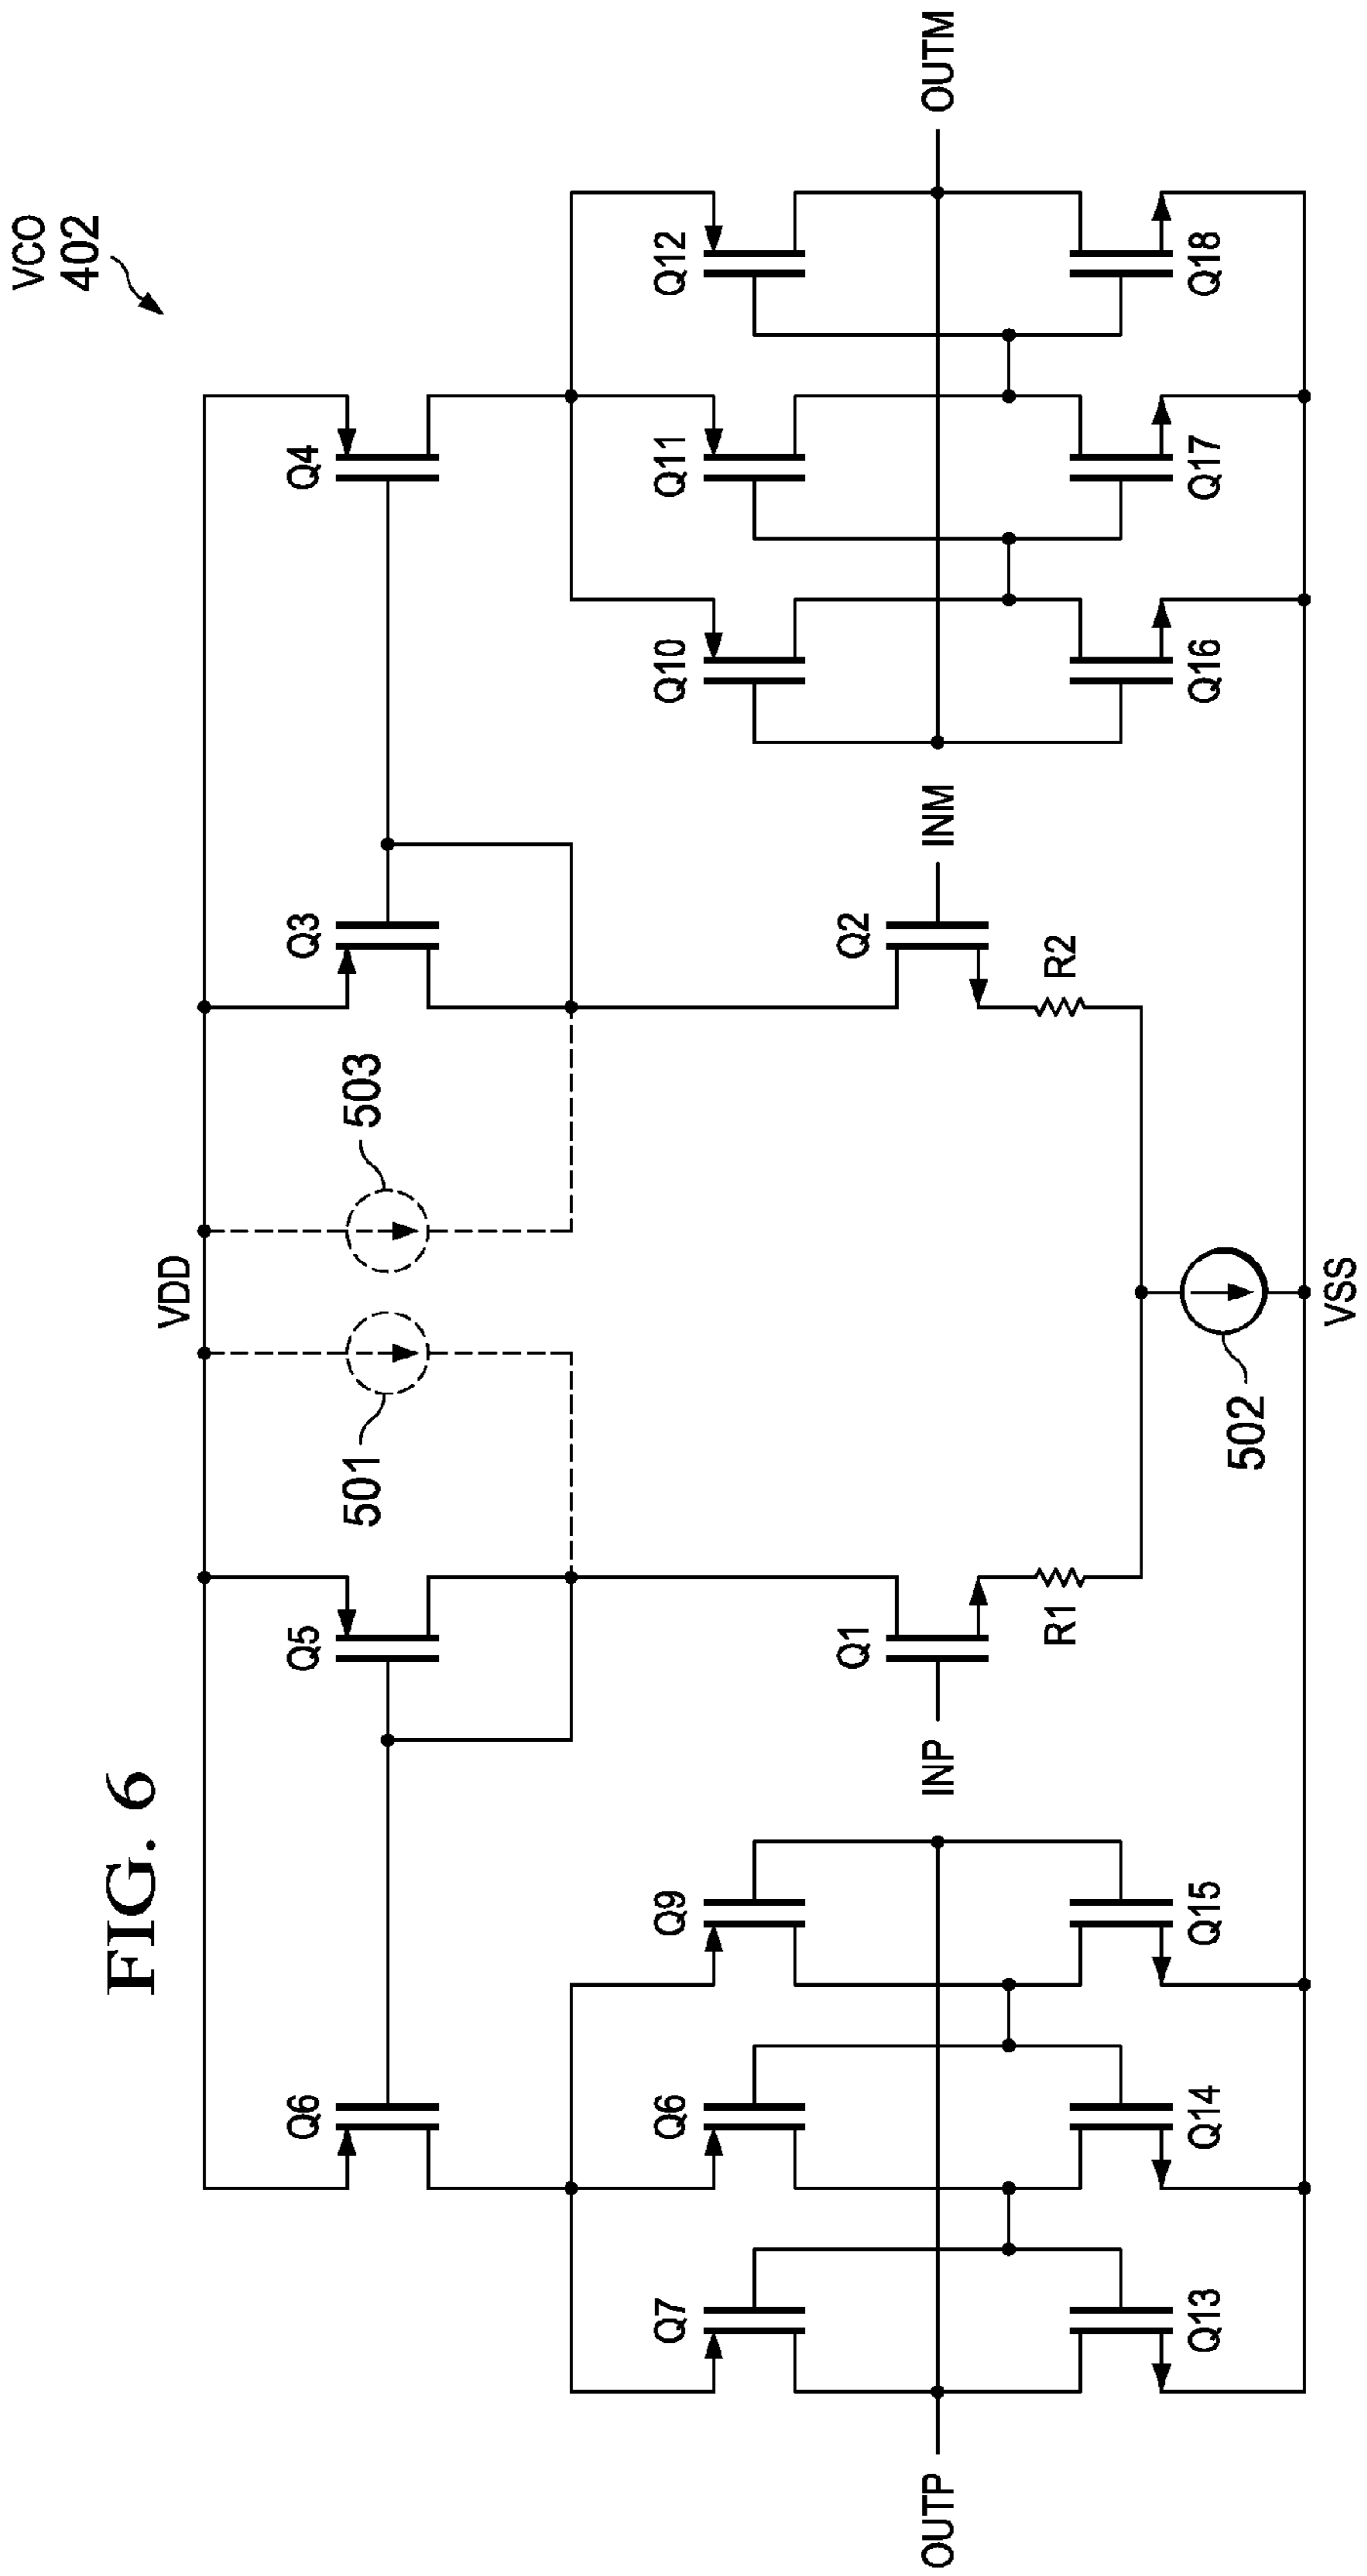 FIG. 6
VCO
402
VDD
Q6
Q5
501
503
Q3
Q4
Q7
Q6
Q9
Q10
Q11
Q12
Q1
Q2
OUTP
INP
INM
OUTM
R1
R2
Q13
Q14
Q15
502
Q16
Q17
Q18
VSS